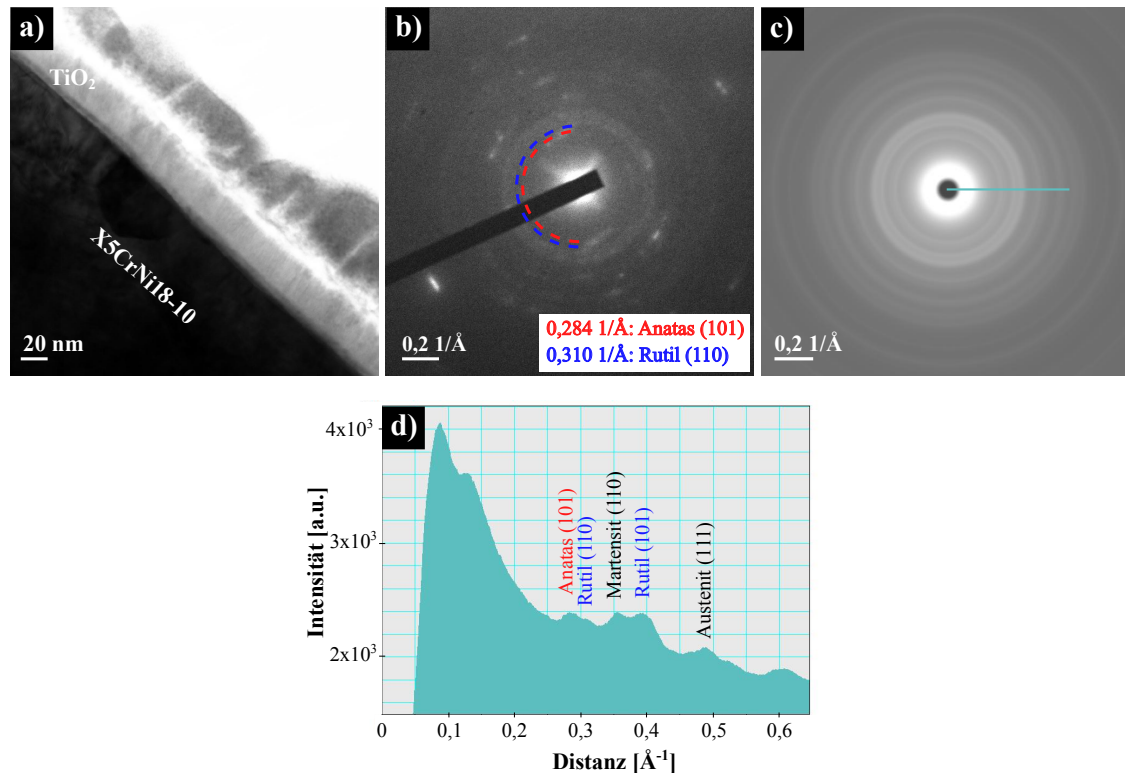 a)
TiO2
X5CrNi18-10
20 nm
b)
0,284 1/Å: Anatas (101)
0,310 1/Å: Rutil (110)
0,2 1/Å
c)
0,2 1/Å
d)
Intensität [a.u.]
4x10³
3x10³
2x10³
Anatas (101)
Rutil (110)
Martensit (110)
Rutil (101)
Austenit (111)
0
0,1
0,2
0,3
0,4
0,5
0,6
Distanz [Å⁻¹]